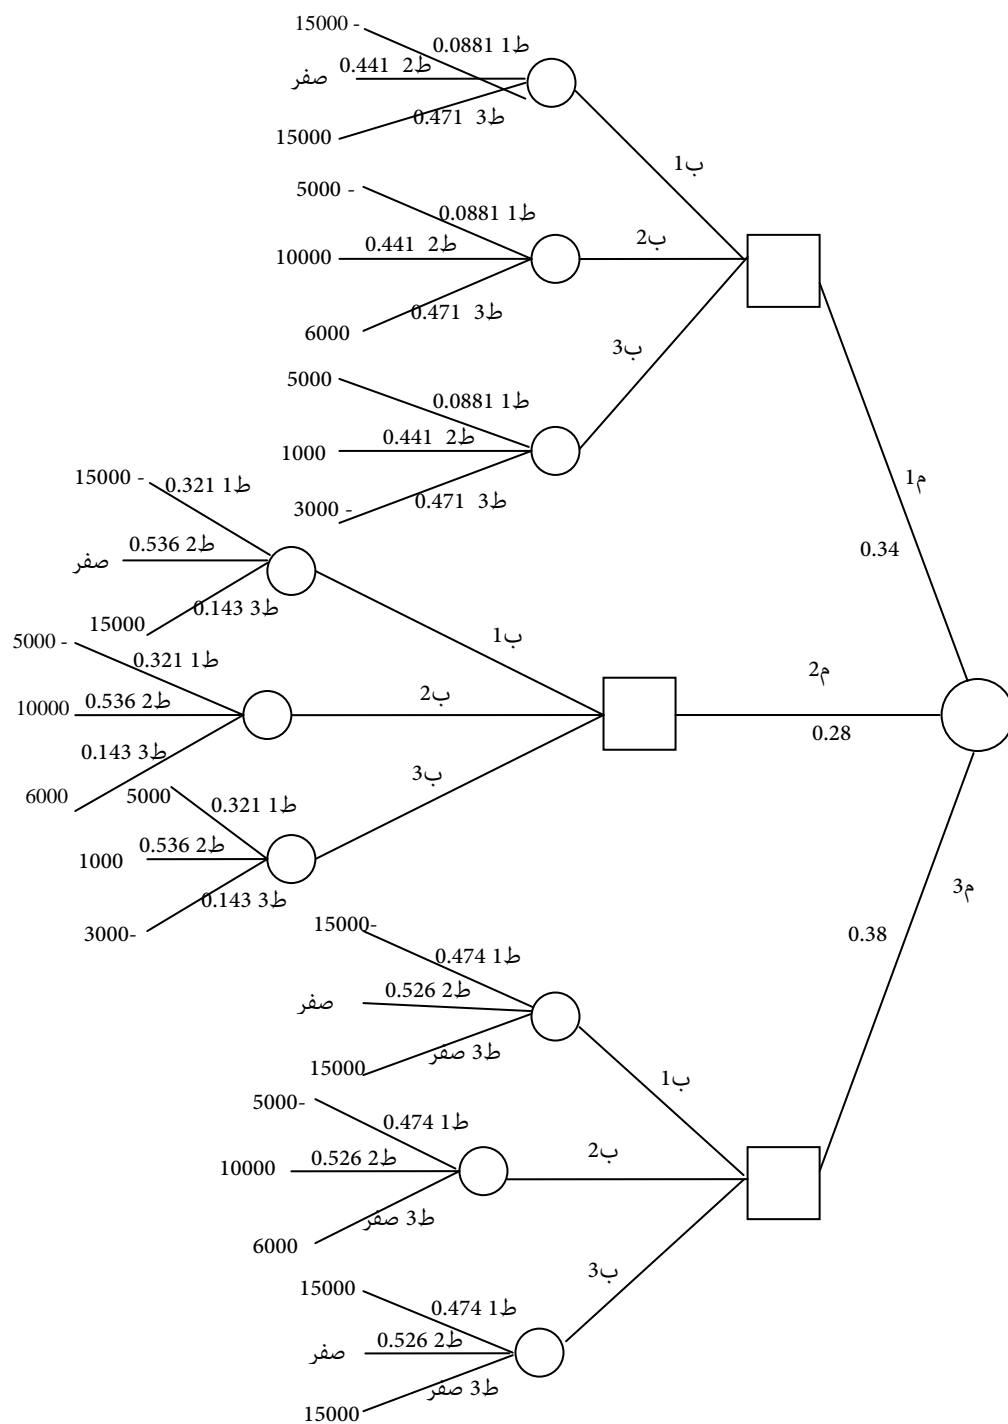 15000 -
ط1 0.0881
صفر
ط2 0.441
15000
ط3 0.471
ب1
5000 -
ط1 0.0881
10000
ط2 0.441
6000
ط3 0.471
ب2
5000
ط1 0.0881
1000
ط2 0.441
3000 -
ط3 0.471
ب3
م1
0.34
15000 -
ط1 0.321
صفر
ط2 0.536
15000
ط3 0.143
ب1
5000 -
ط1 0.321
10000
ط2 0.536
6000
ط3 0.143
ب2
م2
0.28
5000
ط1 0.321
1000
ط2 0.536
3000-
ط3 0.143
ب3
م3
0.38
15000-
ط1 0.474
صفر
ط2 0.526
15000
ط3 صفر
ب1
5000-
ط1 0.474
10000
ط2 0.526
6000
ط3 صفر
ب2
15000
ط1 0.474
صفر
ط2 0.526
15000
ط3 صفر
ب3